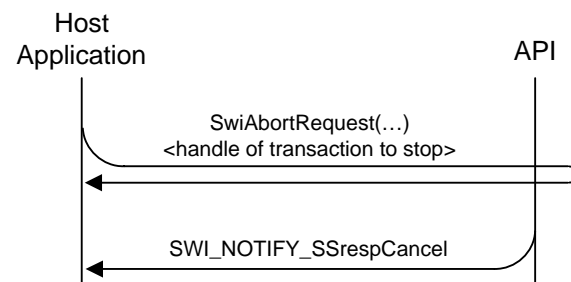 Host
Application
API
SwiAbortRequest(…)
<handle of transaction to stop>
SWI_NOTIFY_SSrespCancel